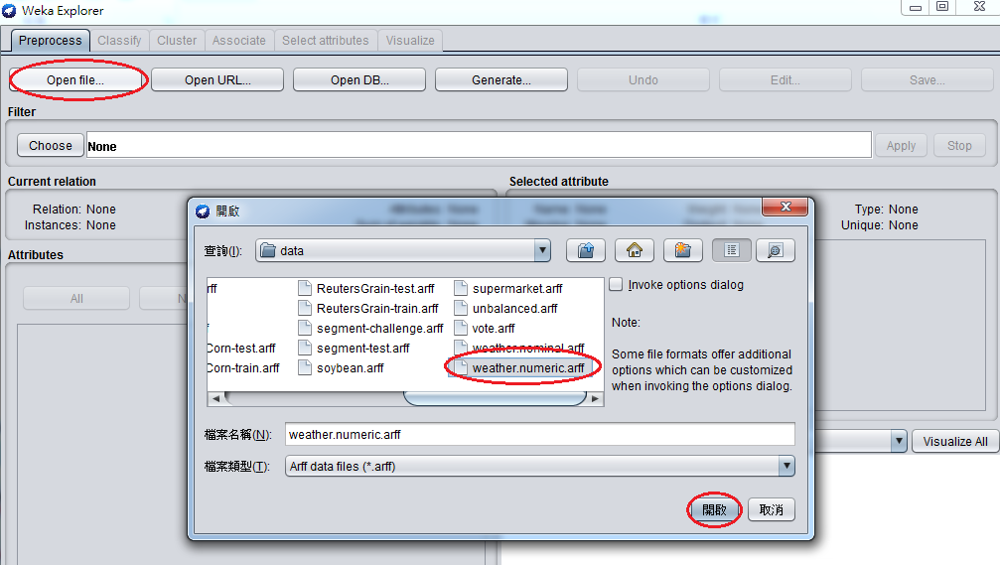 Weka Explorer
Preprocess Classify Cluster Associate Select attributes Visualize
Open file... Open URL... Open DB... Generate... Undo Edit... Save...
Filter
Choose None Apply Stop
Current relation
Relation: None
Instances: None
Selected attribute
Type: None
Unique: None
Attributes
All N
Visualize All
開啟
查詢(I): data
rff
Corn-test.arff
Corn-train.arff
ReutersGrain-test.arff
ReutersGrain-train.arff
segment-challenge.arff
segment-test.arff
soybean.arff
supermarket.arff
unbalanced.arff
vote.arff
weather.nominal.arff
weather.numeric.arff
Invoke options dialog
Note:
Some file formats offer additional
options which can be customized
when invoking the options dialog.
檔案名稱(N): weather.numeric.arff
檔案類型(T): Arff data files (*.arff)
開啟 取消